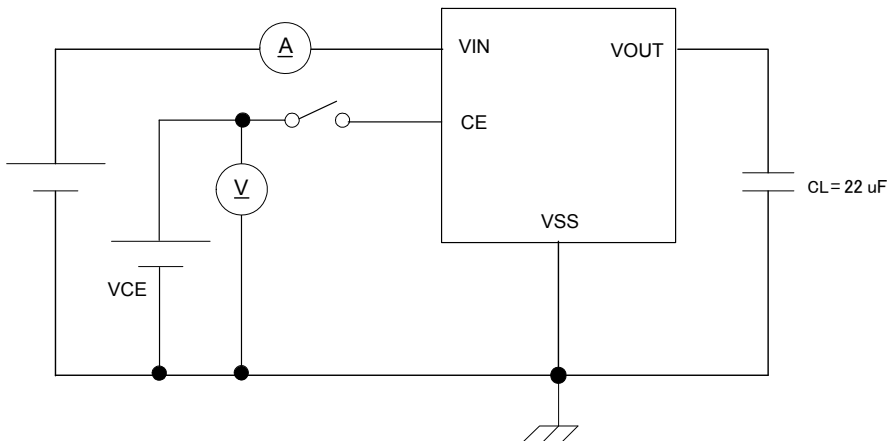 A
VIN
VOUT
CE
V
CL= 22 uF
VSS
VCE